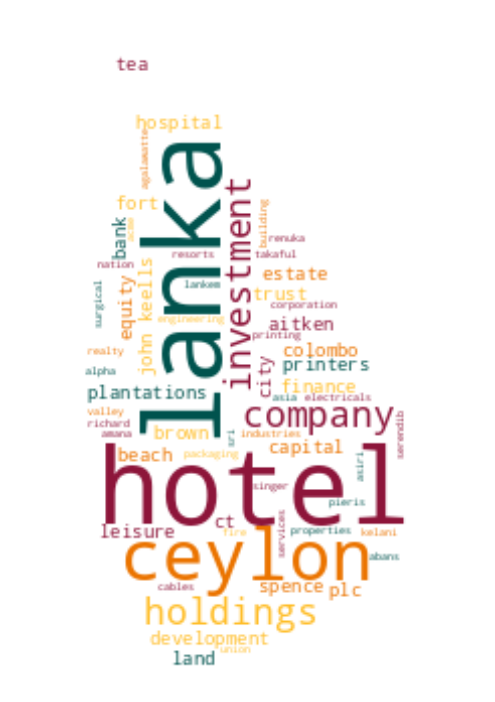 tea
hospital
agalawatte
lanka
investment
fort
bank
acme
building
renuka
resorts
takaful
nation
john keells
equity
surgical
lankem
estate
trust
corporation
engineering
aitken
printing
realty
colombo
city
printers
alpha
finance
plantations
asia
electricals
valley
company
serendib
richard
amana
brown
sri
industries
capital
beach
packaging
asiri
hotel
singer
pieris
ct
leisure
services
fire
properties
kelani
ceylon
abans
cables
spence
plc
holdings
development
union
land